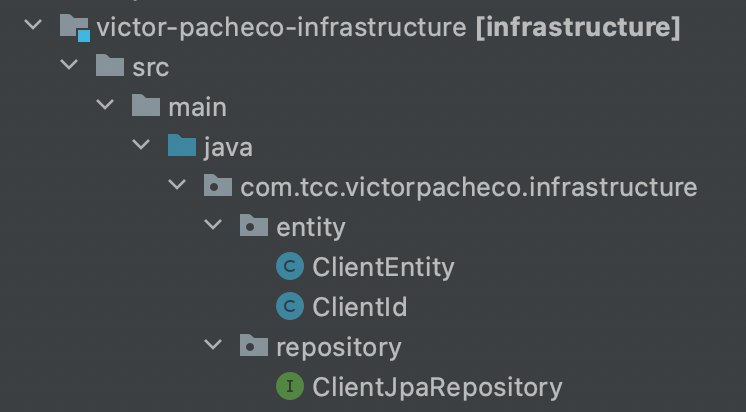 victor-pacheco-infrastructure [infrastructure]
src
main
java
com.tcc.victorpacheco.infrastructure
entity
C ClientEntity
C ClientId
repository
I ClientJpaRepository